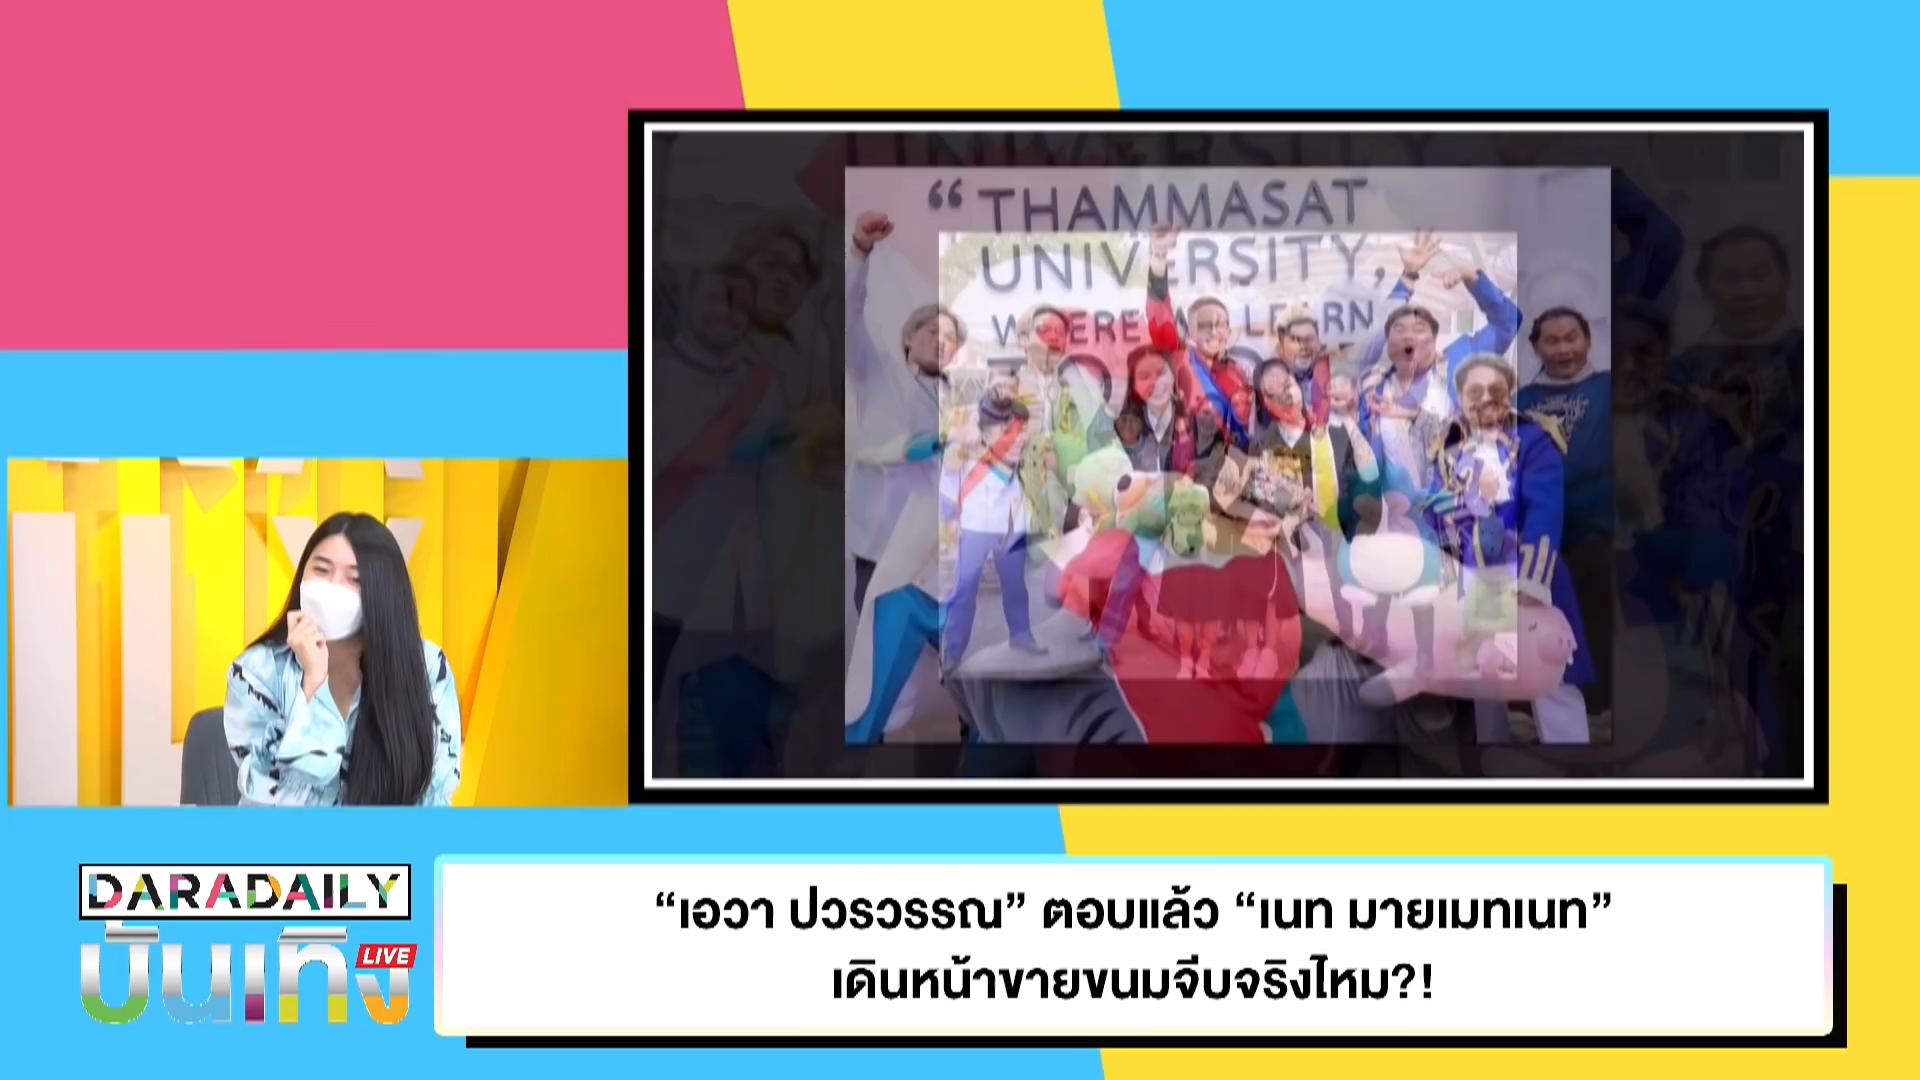 “ THAMMASAT
UNIVERSITY,
WHERE WE LEARN
DARADAILY
บันเทิง LIVE
“เอวา ปวรวรรณ” ตอบแล้ว “เนท มายเมทเนท”
เดินหน้าขายขนมจีบจริงไหม?!